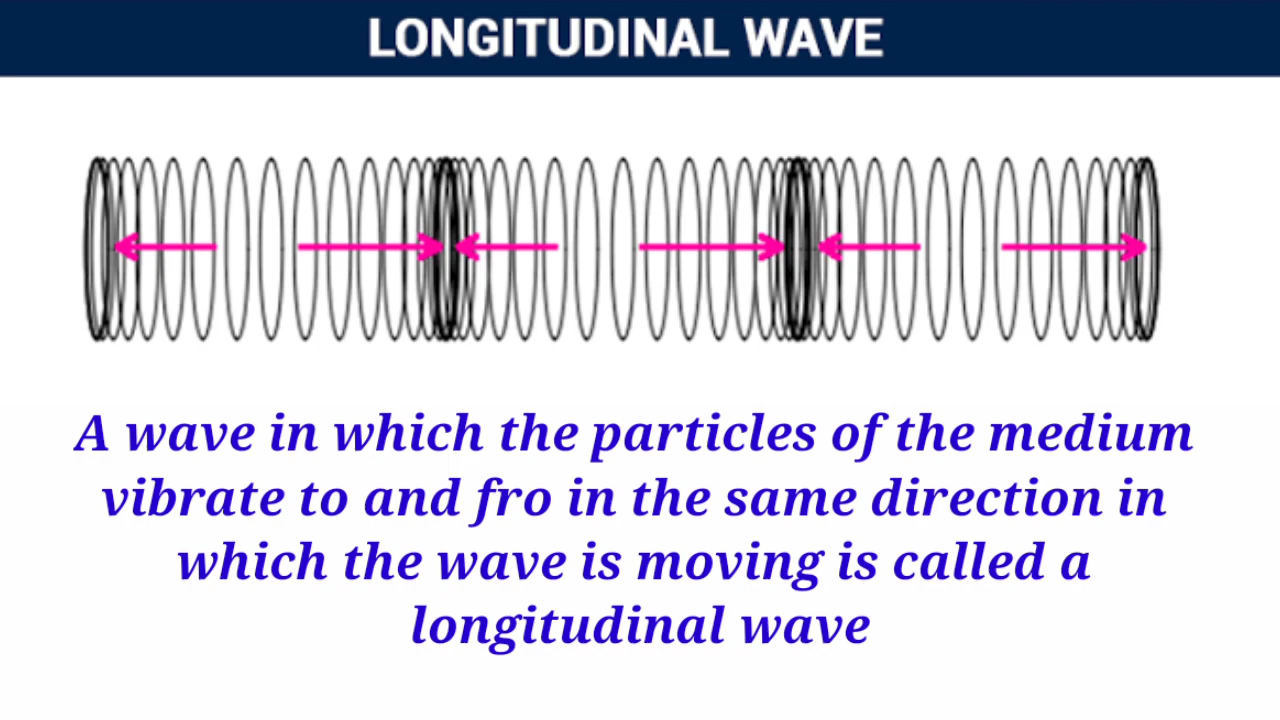 LONGITUDINAL WAVE
A wave in which the particles of the medium
vibrate to and fro in the same direction in
which the wave is moving is called a
longitudinal wave